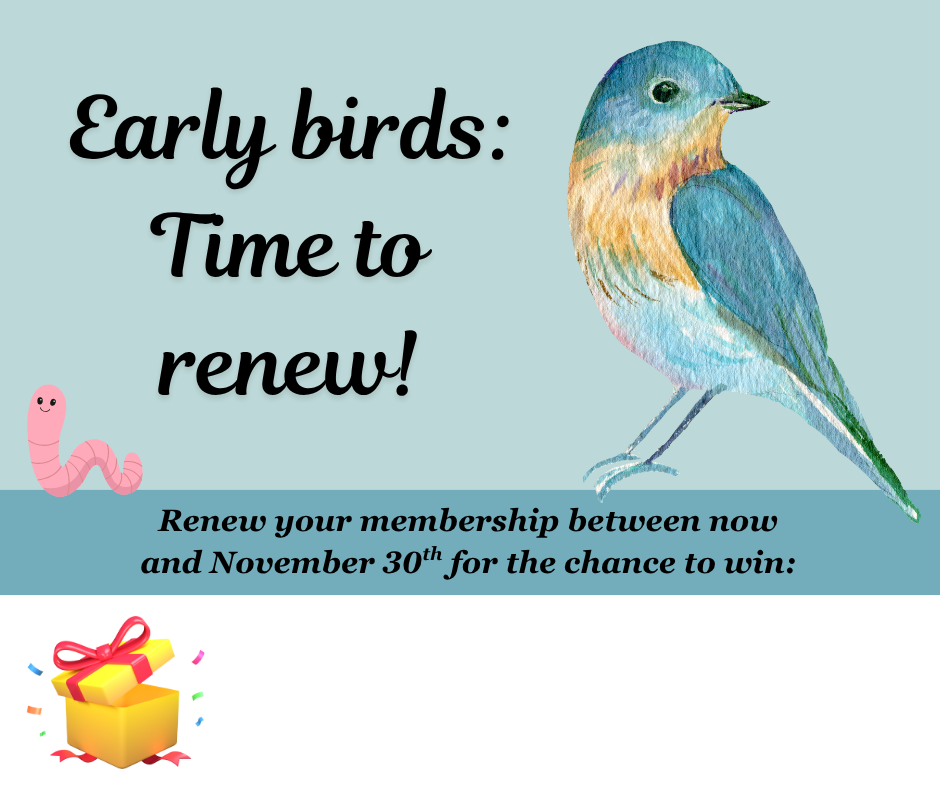 Early birds:
Time to
renew!
Renew your membership between now
and November 30th for the chance to win: